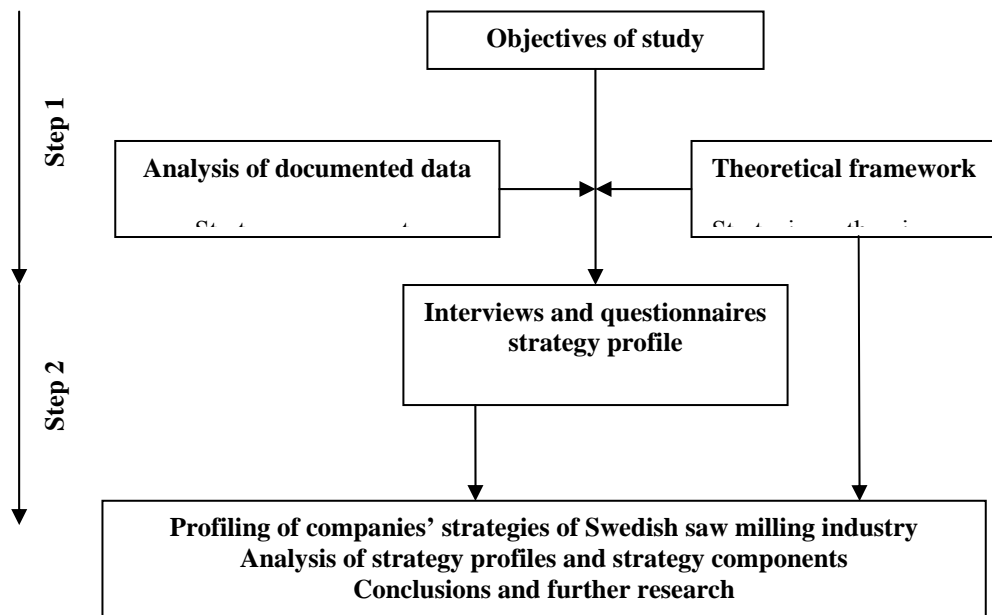 Objectives of study
Step 1
Analysis of documented data
Theoretical framework
Interviews and questionnaires
strategy profile
Step 2
Profiling of companies’ strategies of Swedish saw milling industry
Analysis of strategy profiles and strategy components
Conclusions and further research